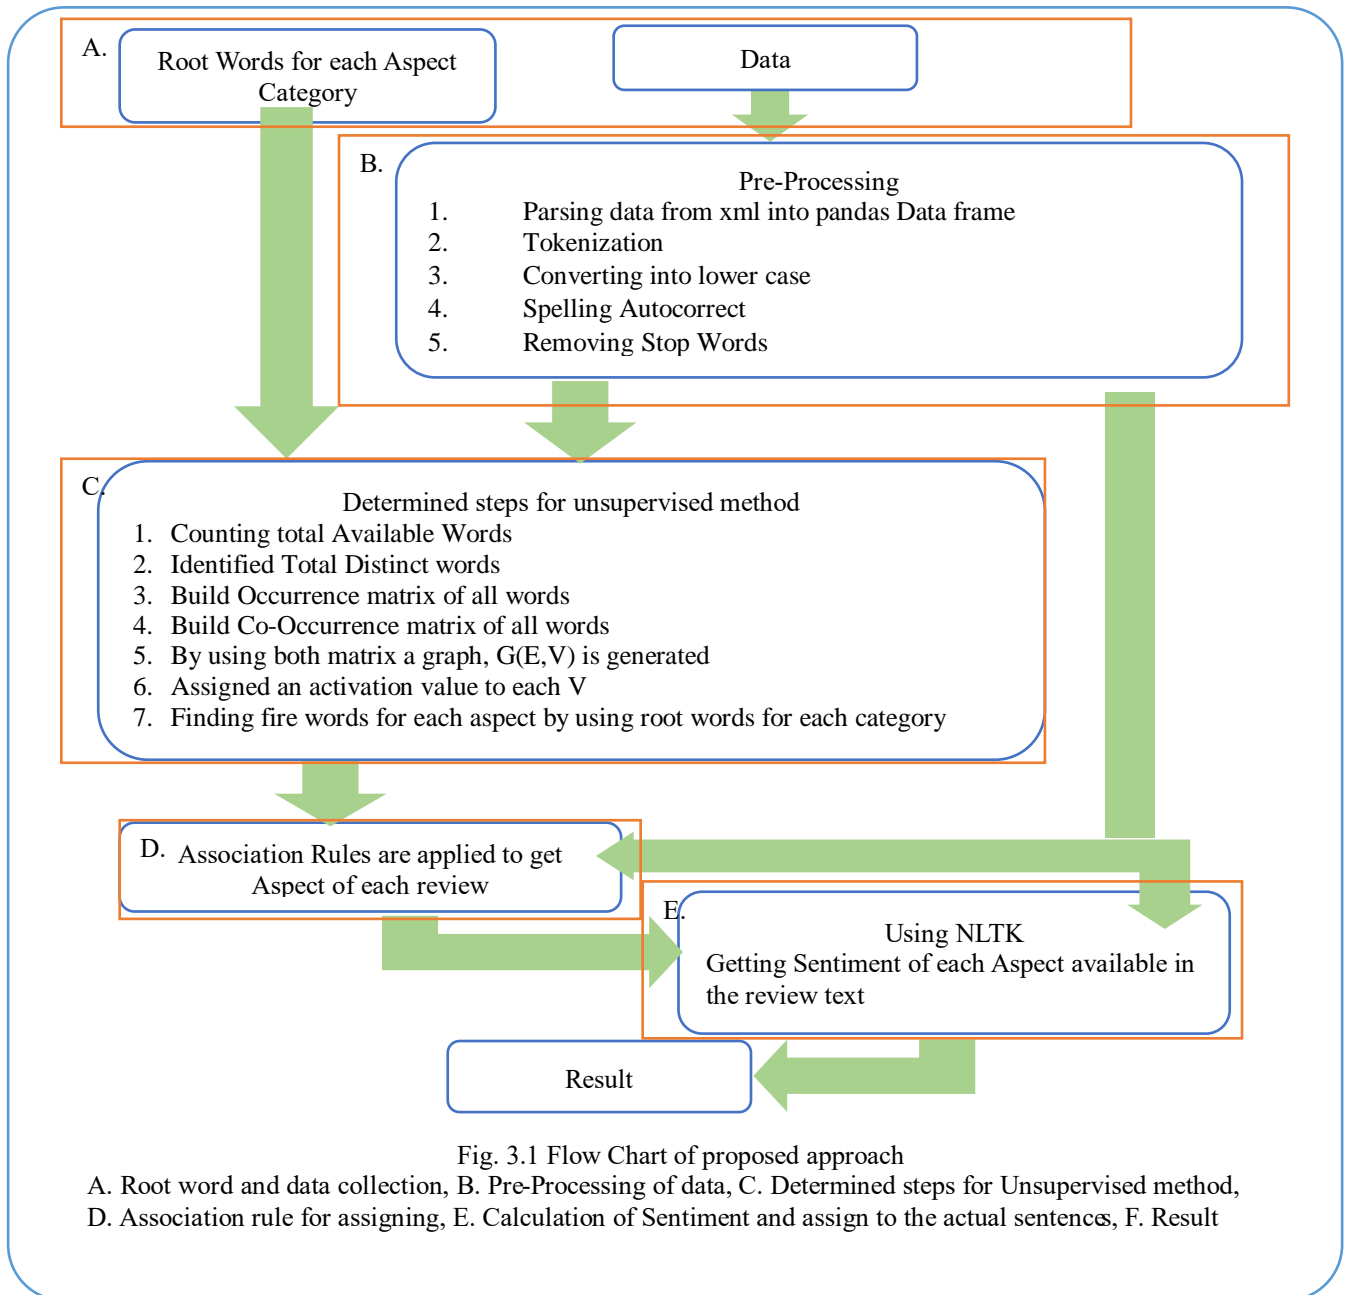 A.
Root Words for each Aspect
Category
Data
B.
Pre-Processing
1. Parsing data from xml into pandas Data frame
2. Tokenization
3. Converting into lower case
4. Spelling Autocorrect
5. Removing Stop Words
C.
Determined steps for unsupervised method
1. Counting total Available Words
2. Identified Total Distinct words
3. Build Occurrence matrix of all words
4. Build Co-Occurrence matrix of all words
5. By using both matrix a graph, G(E,V) is generated
6. Assigned an activation value to each V
7. Finding fire words for each aspect by using root words for each category
D.
Association Rules are applied to get
Aspect of each review
E.
Using NLTK
Getting Sentiment of each Aspect available in
the review text
Result
Fig. 3.1 Flow Chart of proposed approach
A. Root word and data collection, B. Pre-Processing of data, C. Determined steps for Unsupervised method,
D. Association rule for assigning, E. Calculation of Sentiment and assign to the actual sentences, F. Result